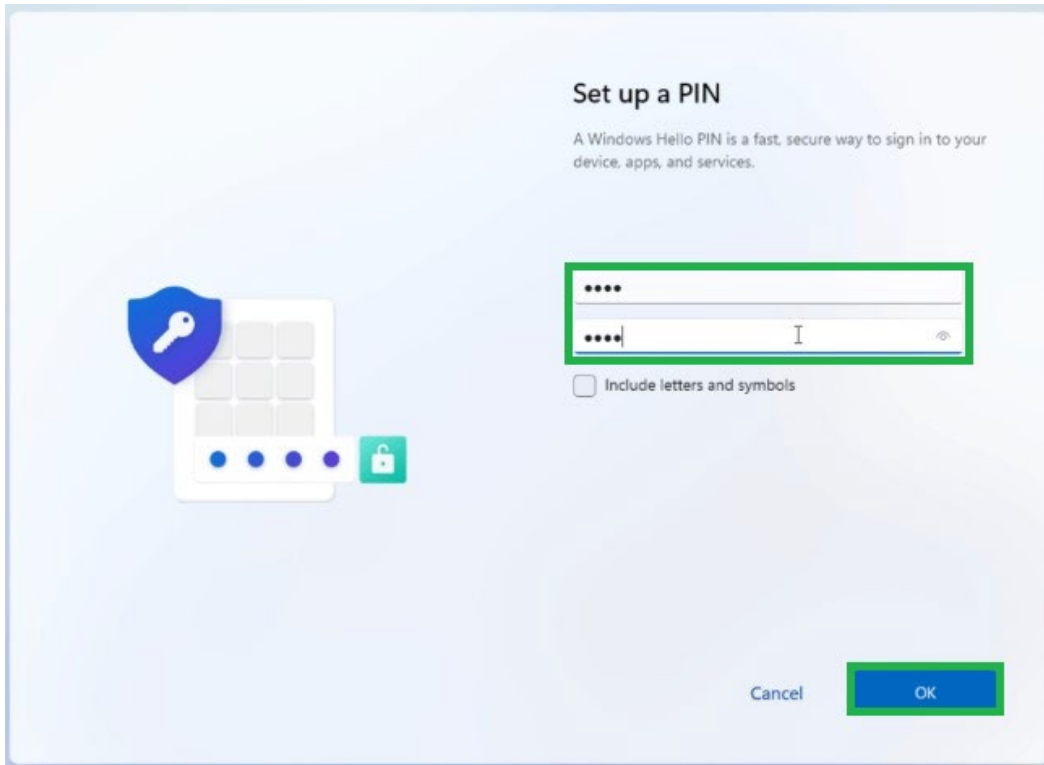 Set up a PIN
A Windows Hello PIN is a fast, secure way to sign in to your
device, apps, and services.
••••
••••
Include letters and symbols
Cancel
OK